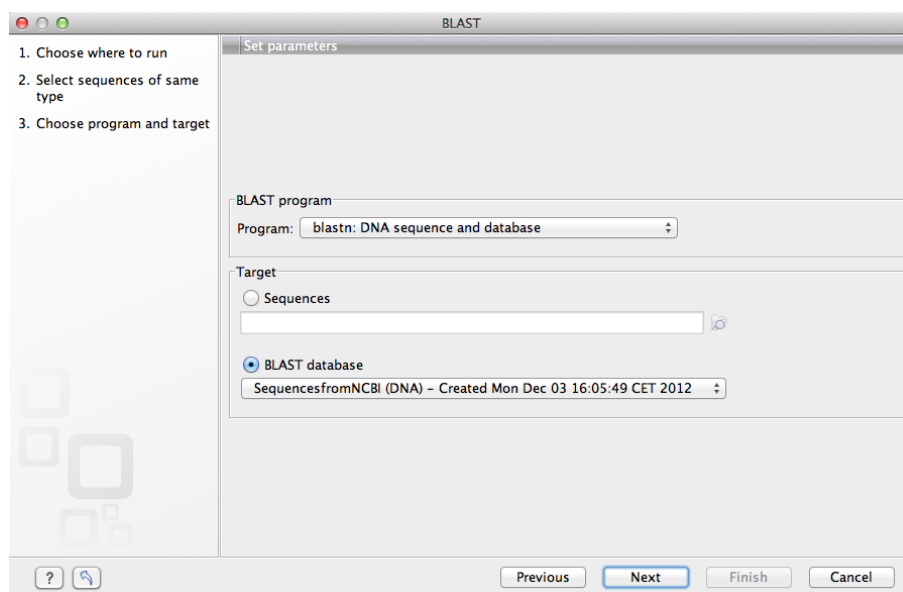 BLAST
1. Choose where to run
2. Select sequences of same
type
3. Choose program and target
Set parameters
BLAST program
Program: blastn: DNA sequence and database
Target
Sequences
BLAST database
SequencesfromNCBI (DNA) – Created Mon Dec 03 16:05:49 CET 2012
?
Previous
Next
Finish
Cancel